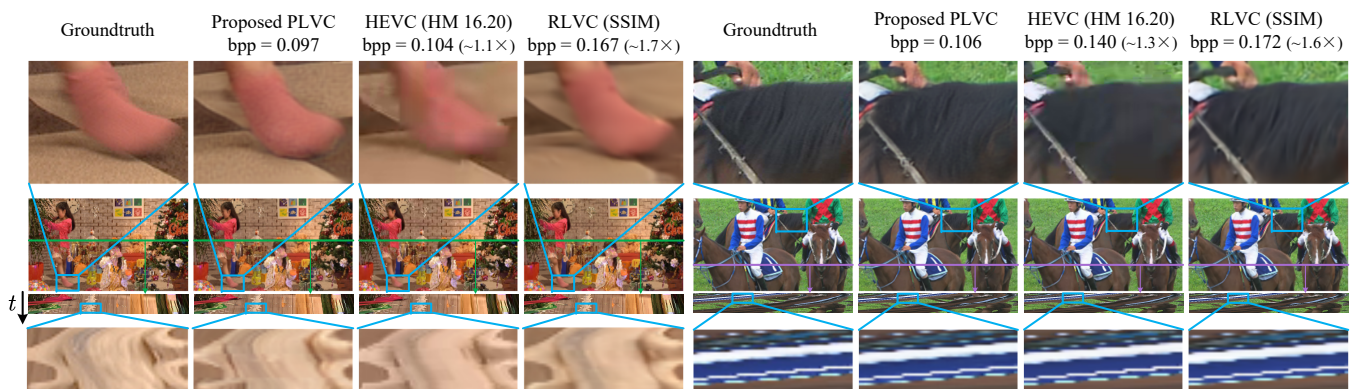 Groundtruth
Proposed PLVC
bpp = 0.097
HEVC (HM 16.20)
bpp = 0.104 (~1.1×)
RLVC (SSIM)
bpp = 0.167 (~1.7×)
Groundtruth
Proposed PLVC
bpp = 0.106
HEVC (HM 16.20)
bpp = 0.140 (~1.3×)
RLVC (SSIM)
bpp = 0.172 (~1.6×)
t